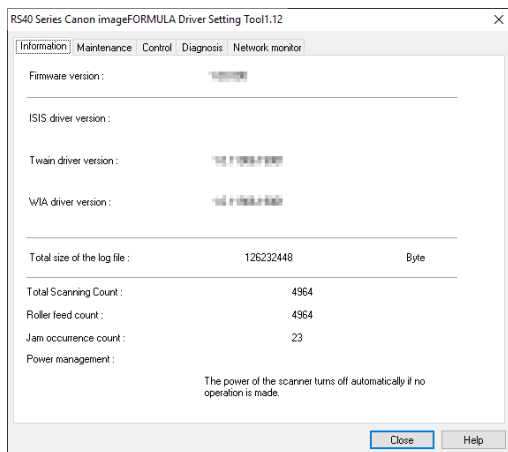 RS40 Series Canon imageFORMULA Driver Setting Tool1.12
Information Maintenance Control Diagnosis Network monitor
Firmware version :
ISIS driver version :
Twain driver version :
WIA driver version :
Total size of the log file : 126232448 Byte
Total Scanning Count : 4964
Roller feed count : 4964
Jam occurrence count : 23
Power management :
The power of the scanner turns off automatically if no
operation is made.
Close Help